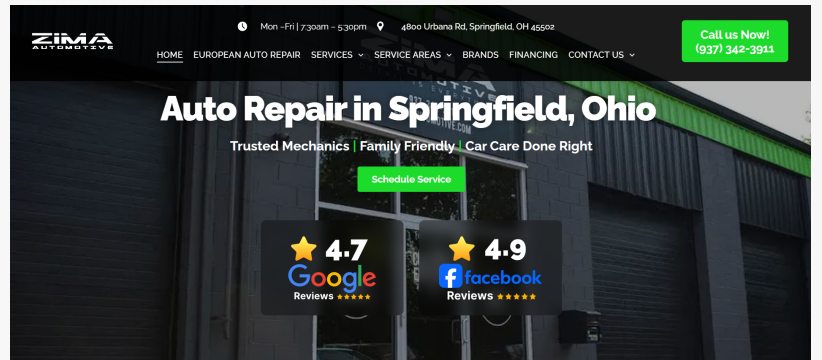 ZIMA
AUTOMOTIVE
Mon –Fri | 7:30am – 5:30pm
4800 Urbana Rd, Springfield, OH 45502
Call us Now!
(937) 342-3911
HOME EUROPEAN AUTO REPAIR SERVICES SERVICE AREAS BRANDS FINANCING CONTACT US
Auto Repair in Springfield, Ohio
Trusted Mechanics | Family Friendly | Car Care Done Right
Schedule Service
4.7
Google
Reviews
4.9
facebook
Reviews